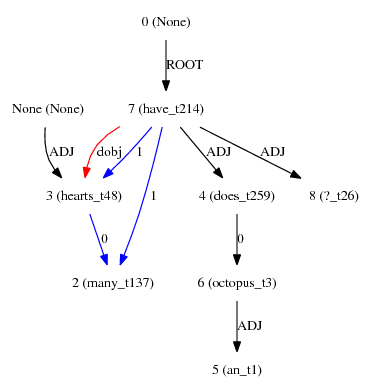 0 (None)
ROOT
None (None) 7 (have_t214)
ADJ dobj 1 ADJ ADJ
3 (hearts_t48) 4 (does_t259) 8 (?_t26)
1
0 0
2 (many_t137) 6 (octopus_t3)
ADJ
5 (an_t1)